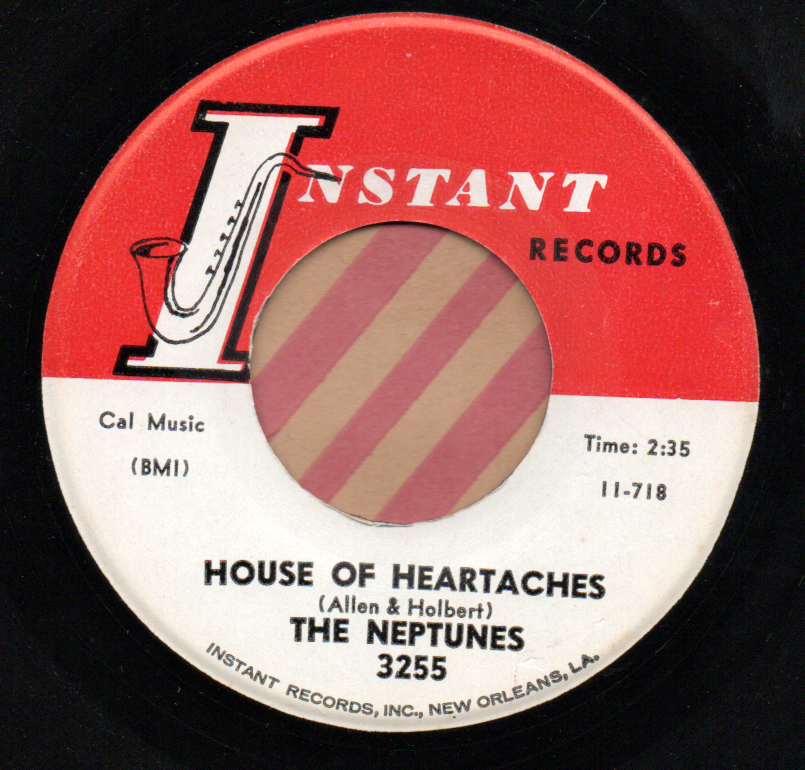 INSTANT
RECORDS
Cal Music
(BMI)
Time: 2:35
11-718
HOUSE OF HEARTACHES
(Allen & Holbert)
THE NEPTUNES
3255
INSTANT RECORDS, INC., NEW ORLEANS, LA.